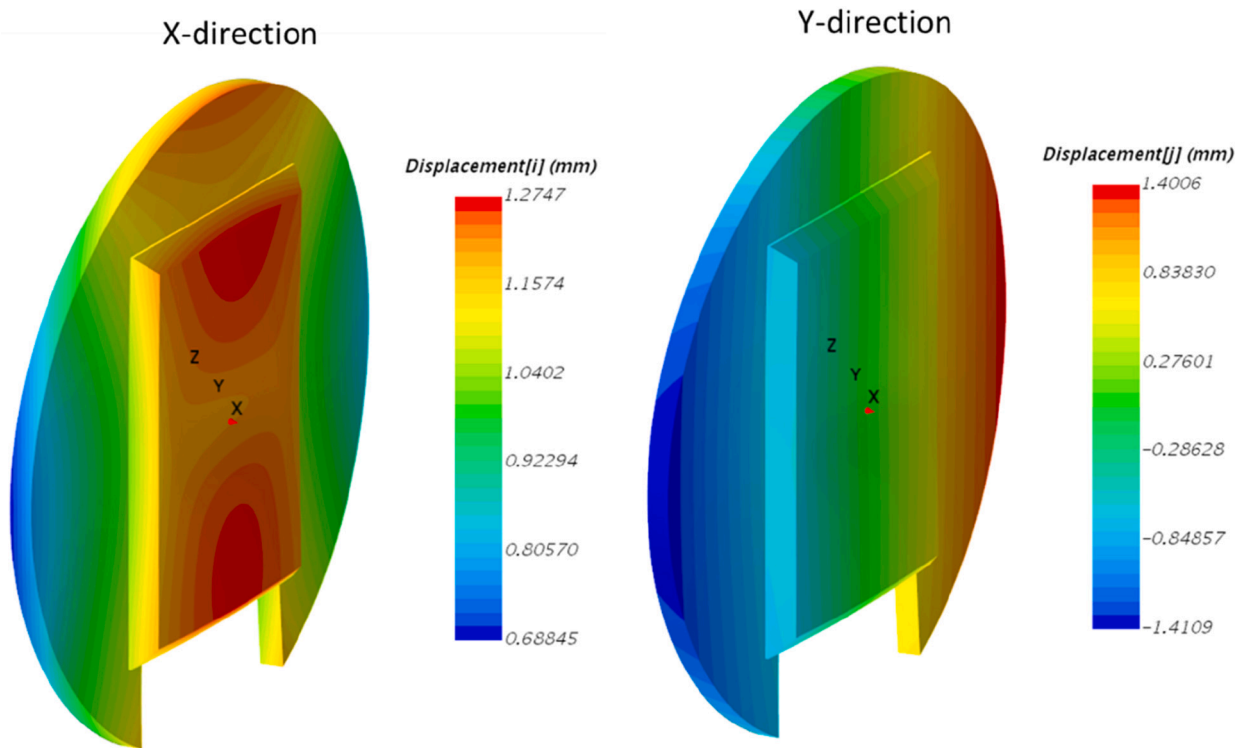 X-direction
Displacement[i] (mm)
1.2747
1.1574
1.0402
0.92294
0.80570
0.68845
Z
Y
X
Y-direction
Displacement[j] (mm)
1.4006
0.83830
0.27601
-0.28628
-0.84857
-1.4109
Z
Y
X